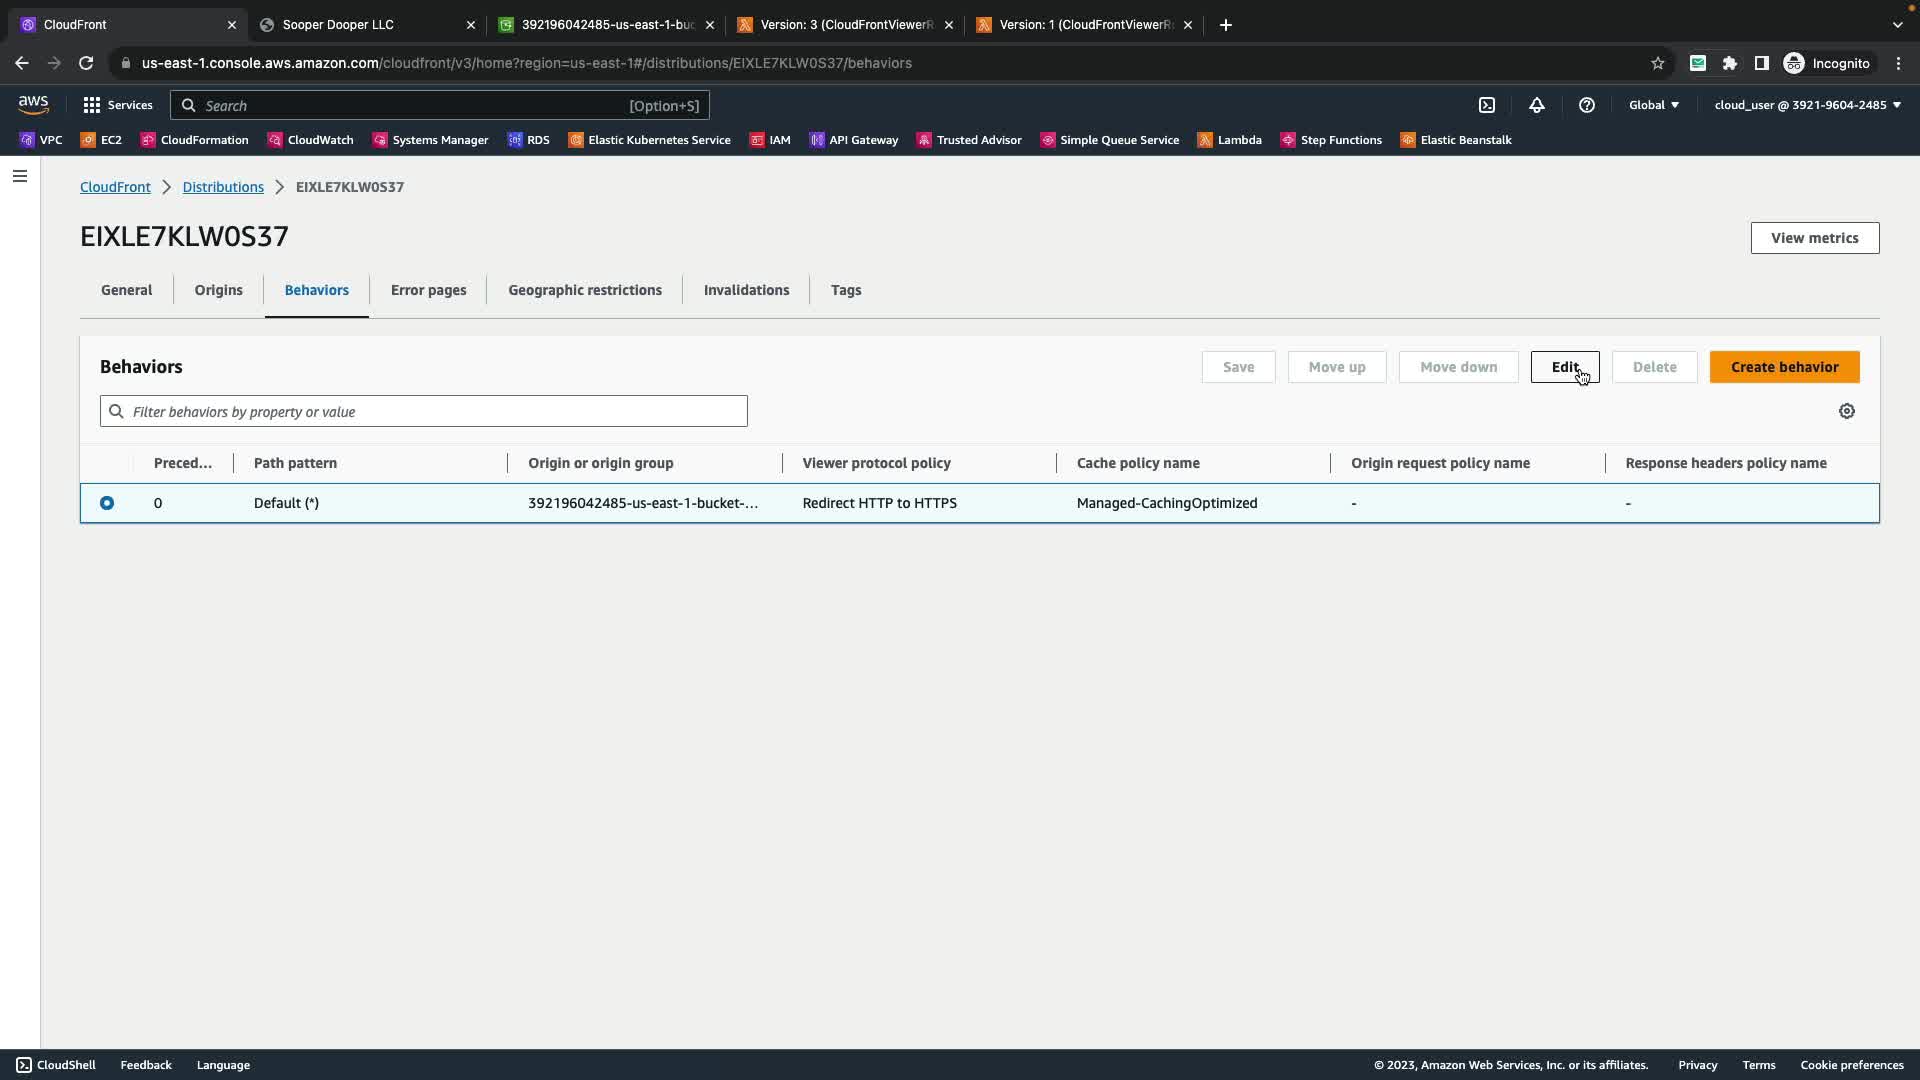 CloudFront
Sooper Dooper LLC
392196042485-us-east-1-buc
Version: 3 (CloudFrontViewerR
Version: 1 (CloudFrontViewerR
us-east-1.console.aws.amazon.com/cloudfront/v3/home?region=us-east-1#/distributions/EIXLE7KLW0S37/behaviors
Incognito
aws
Services
Search
[Option+S]
Global
cloud_user @ 3921-9604-2485
VPC
EC2
CloudFormation
CloudWatch
Systems Manager
RDS
Elastic Kubernetes Service
IAM
API Gateway
Trusted Advisor
Simple Queue Service
Lambda
Step Functions
Elastic Beanstalk
CloudFront
Distributions
EIXLE7KLW0S37
EIXLE7KLW0S37
View metrics
General
Origins
Behaviors
Error pages
Geographic restrictions
Invalidations
Tags
Behaviors
Save
Move up
Move down
Edit
Delete
Create behavior
Filter behaviors by property or value
Preced...
Path pattern
Origin or origin group
Viewer protocol policy
Cache policy name
Origin request policy name
Response headers policy name
0
Default (*)
392196042485-us-east-1-bucket-...
Redirect HTTP to HTTPS
Managed-CachingOptimized
-
-
CloudShell
Feedback
Language
© 2023, Amazon Web Services, Inc. or its affiliates.
Privacy
Terms
Cookie preferences